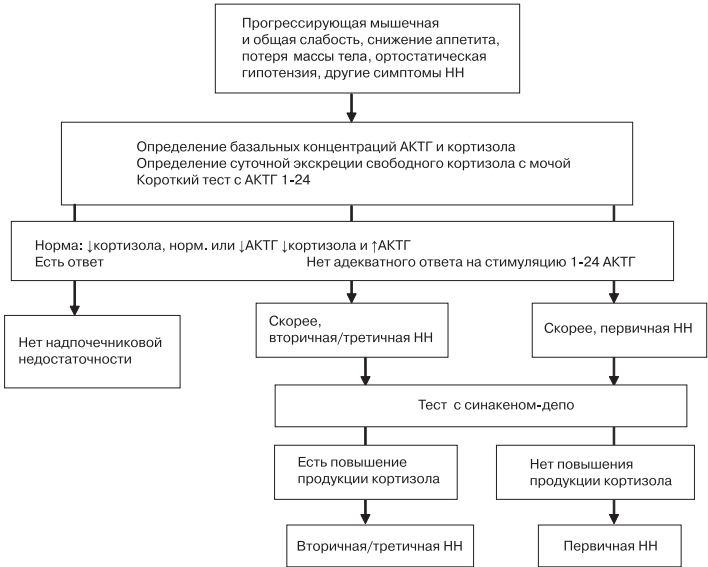 Прогрессирующая мышечная
и общая слабость, снижение аппетита,
потеря массы тела, ортостатическая
гипотензия, другие симптомы НН
Определение базальных концентраций АКТГ и кортизола
Определение суточной экскреции свободного кортизола с мочой
Короткий тест с АКТГ 1-24
Норма: ↓кортизола, норм. или ↓АКТГ ↓кортизола и ↑АКТГ
Есть ответ Нет адекватного ответа на стимуляцию 1-24 АКТГ
Нет надпочечниковой
недостаточности
Скорее,
вторичная/третичная НН
Скорее, первичная НН
Тест с синакеном-депо
Есть повышение
продукции кортизола
Нет повышения
продукции кортизола
Вторичная/третичная НН
Первичная НН